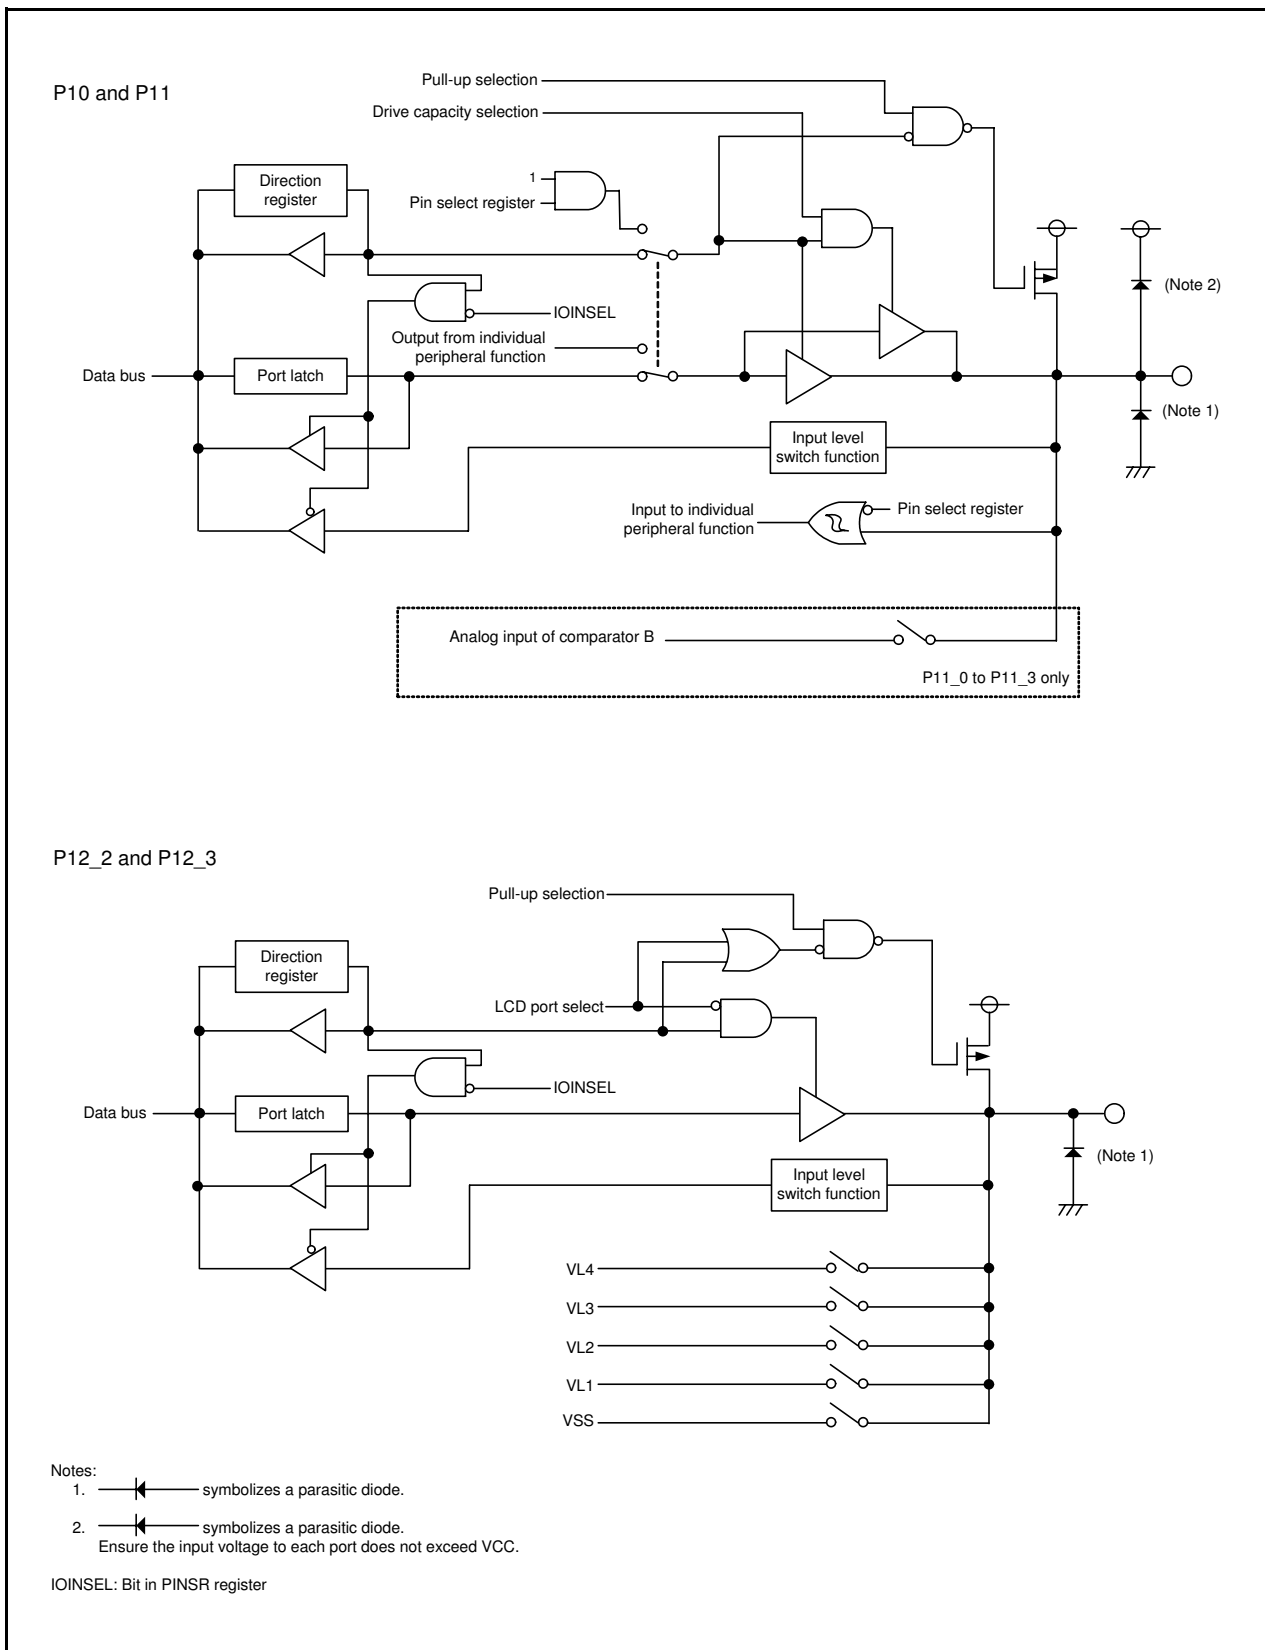 P10 and P11
Pull-up selection
Drive capacity selection
Direction
register
1
Pin select register
(Note 2)
IOINSEL
Output from individual
peripheral function
Data bus
Port latch
(Note 1)
Input level
switch function
Input to individual
peripheral function
Pin select register
Analog input of comparator B
P11_0 to P11_3 only
P12_2 and P12_3
Pull-up selection
Direction
register
LCD port select
IOINSEL
Data bus
Port latch
(Note 1)
Input level
switch function
VL4
VL3
VL2
VL1
VSS
Notes:
1. symbolizes a parasitic diode.
2. symbolizes a parasitic diode.
Ensure the input voltage to each port does not exceed VCC.
IOINSEL: Bit in PINSR register